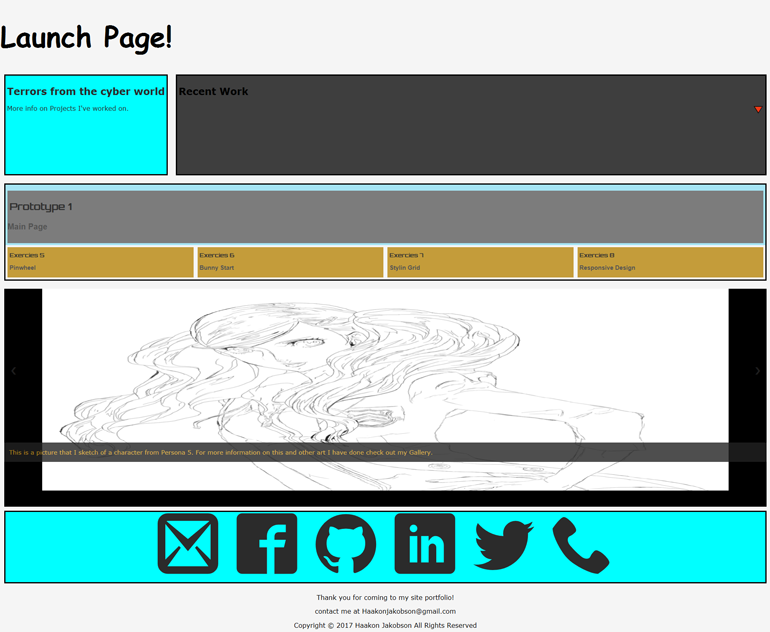 Launch Page!
Terrors from the cyber world
More info on Projects I've worked on.
Recent Work
Prototype 1
Main Page
Exercies 5
Pinwheel
Exercies 6
Bunny Start
Exercies 7
Stylin Grid
Exercies 8
Responsive Design
This is a picture that I sketch of a character from Persona 5. For more information on this and other art I have done check out my Gallery.
in
Thank you for coming to my site portfolio!
contact me at Haakonjakobson@gmail.com
Copyright © 2017 Haakon Jakobson All Rights Reserved